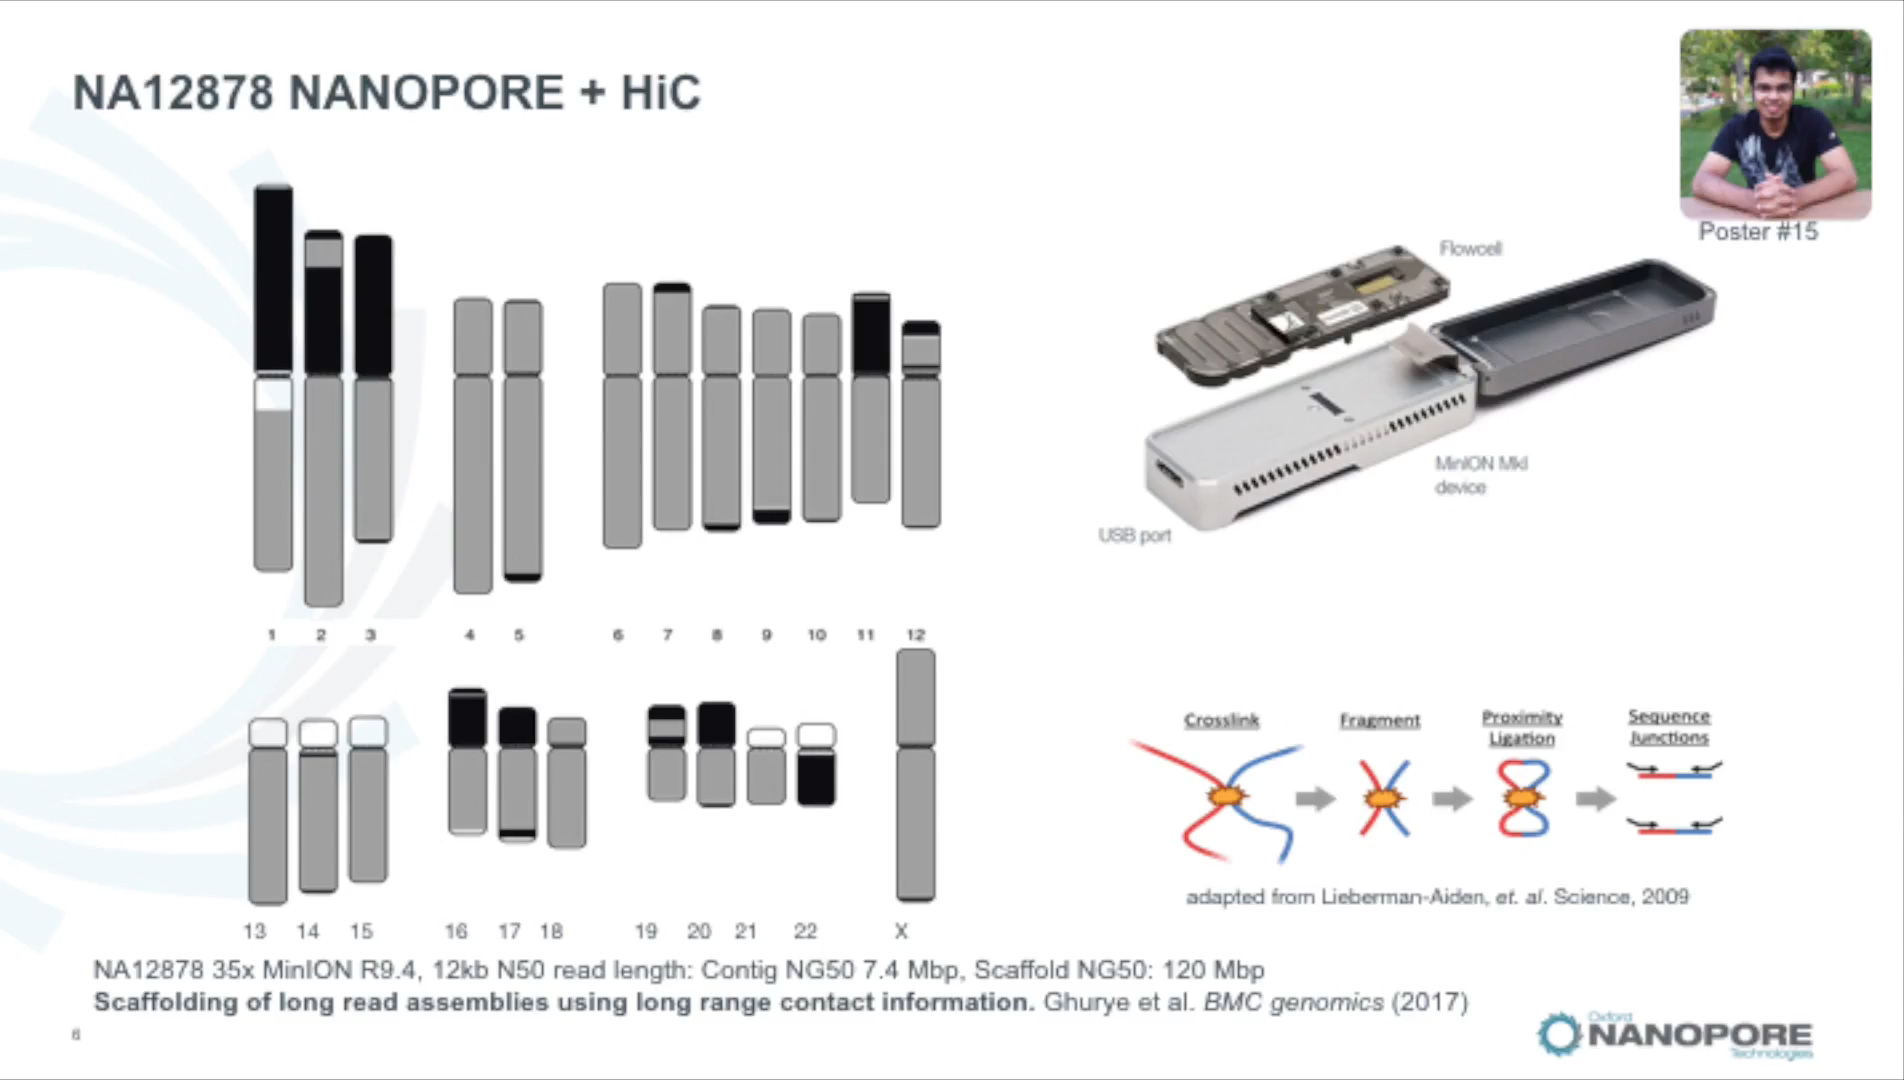 NA12878 NANOPORE + HiC
Poster #15
Flowcell
MinION MkI
device
USB port
1 2 3 4 5 6 7 8 9 10 11 12
Crosslink
Fragment
Proximity
Ligation
Sequence
Junctions
adapted from Lieberman-Aiden, et. al. Science, 2009
13 14 15 16 17 18 19 20 21 22 X
NA12878 35x MinION R9.4, 12kb N50 read length: Contig NG50 7.4 Mbp, Scaffold NG50: 120 Mbp
Scaffolding of long read assemblies using long range contact information. Ghurye et al. BMC genomics (2017)
6
Oxford
NANOPORE
Technologies